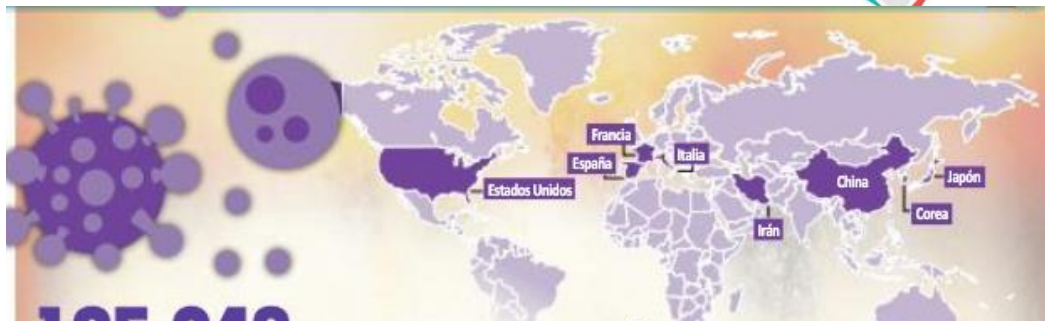 Francia
Italia
España
Estados Unidos
China
Japón
Corea
Irán